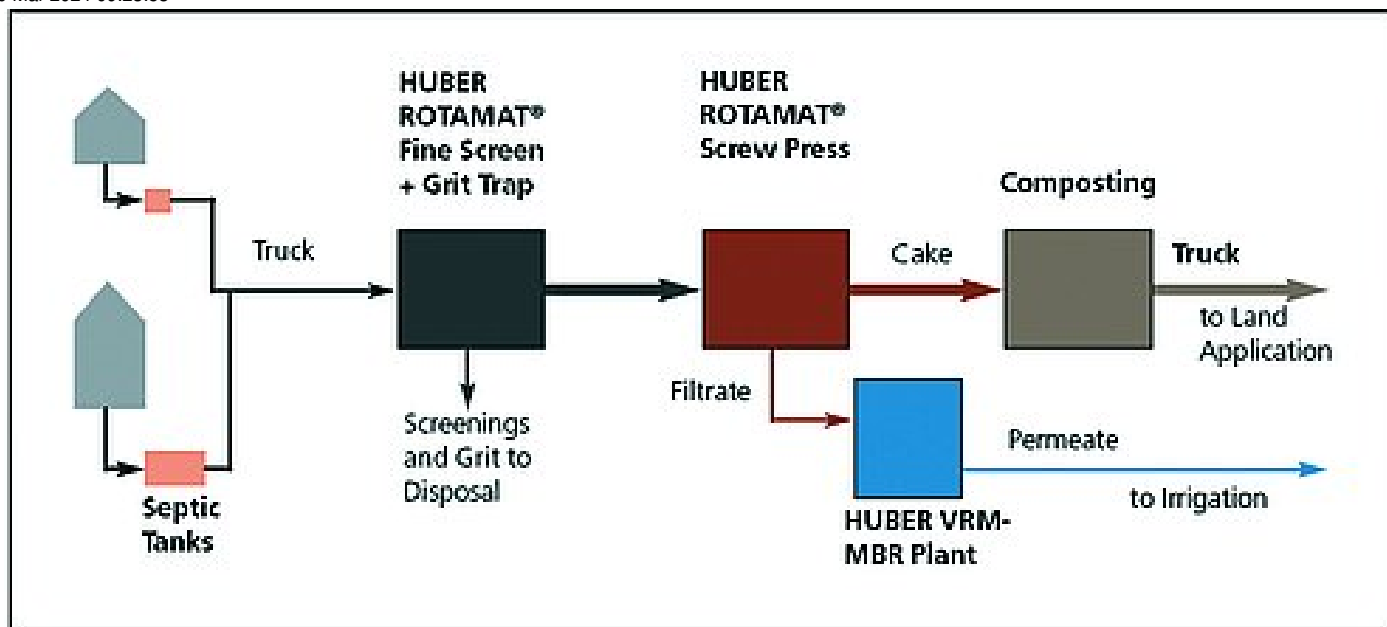 HUBER
ROTAMAT®
Fine Screen
+ Grit Trap
HUBER
ROTAMAT®
Screw Press
Composting
Truck
Cake
Truck
to Land
Application
Filtrate
Screenings
and Grit to
Disposal
Permeate
to Irrigation
Septic
Tanks
HUBER VRM-
MBR Plant